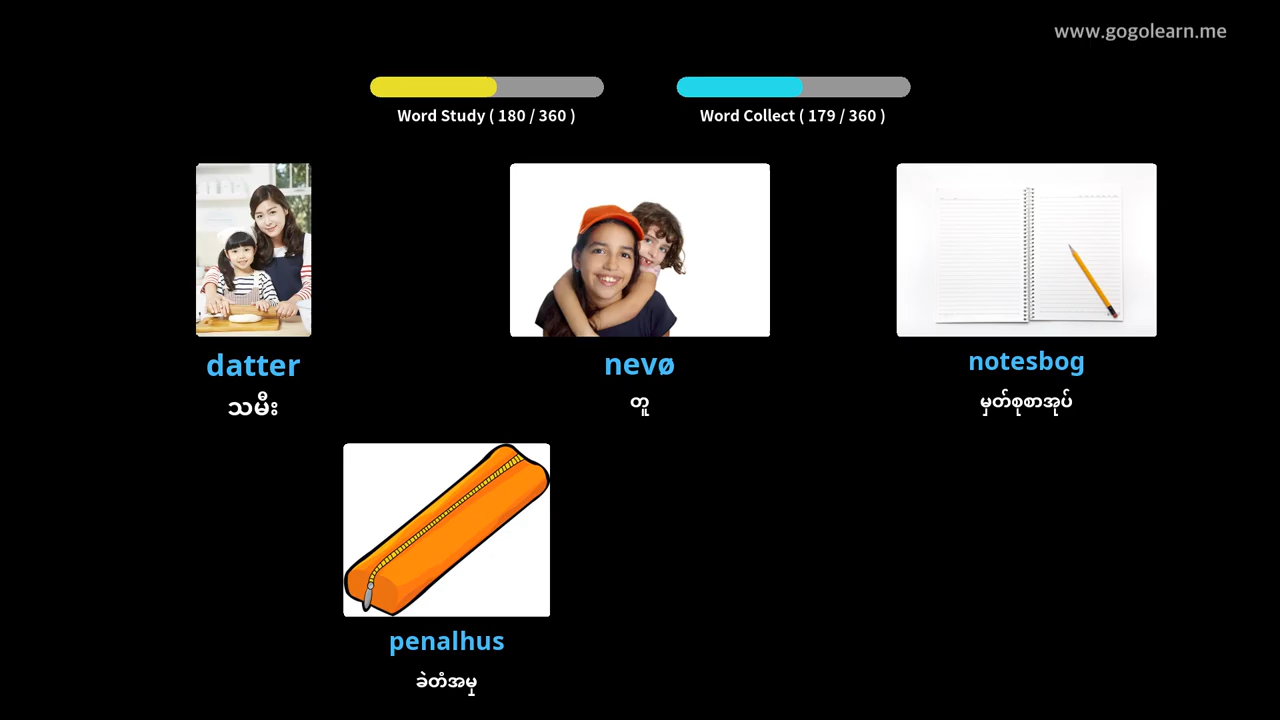 www.gogolearn.me
Word Study ( 180 / 360 )
Word Collect ( 179 / 360 )
datter
သမီး
nevø
တူ
notesbog
မှတ်စုစာအုပ်
penalhus
ခဲတံအမှ